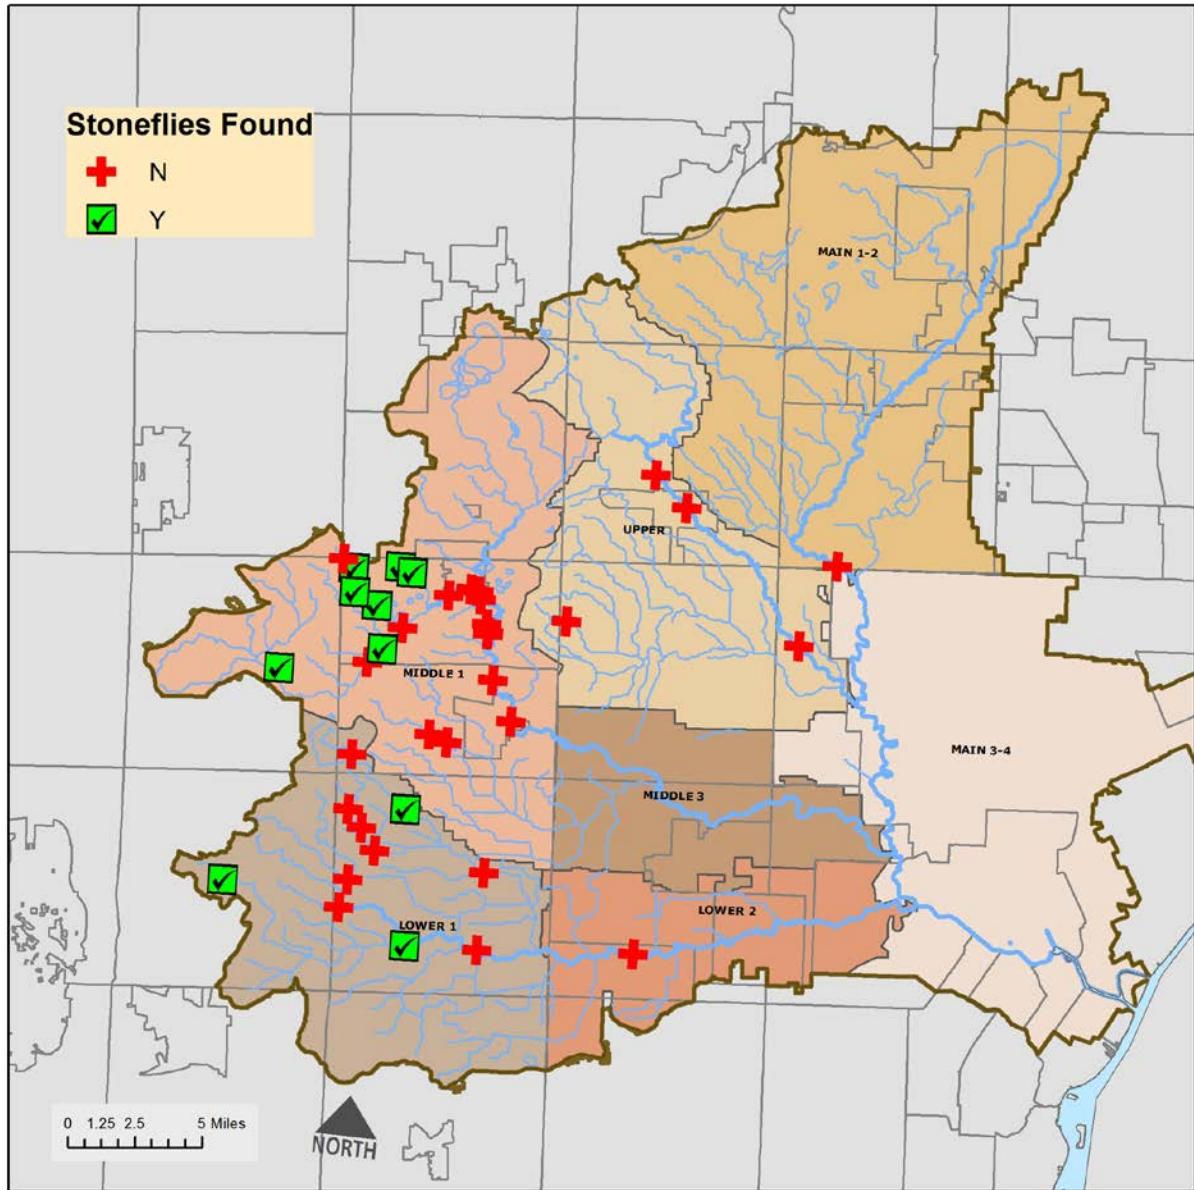 Stoneflies Found
N
Y
MAIN 1-2
UPPER
MIDDLE 1
MAIN 3-4
MIDDLE 3
LOWER 2
LOWER 1
0 1.25 2.5 5 Miles
NORTH